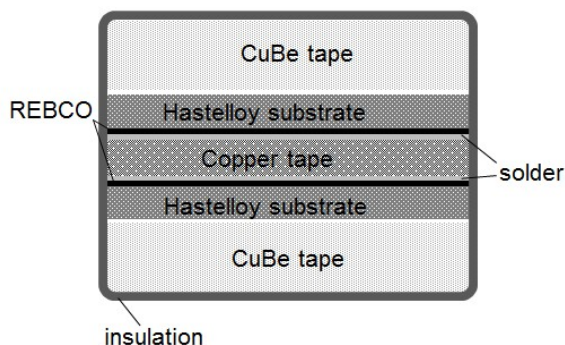 CuBe tape
REBCO
Hastelloy substrate
Copper tape
solder
Hastelloy substrate
CuBe tape
insulation